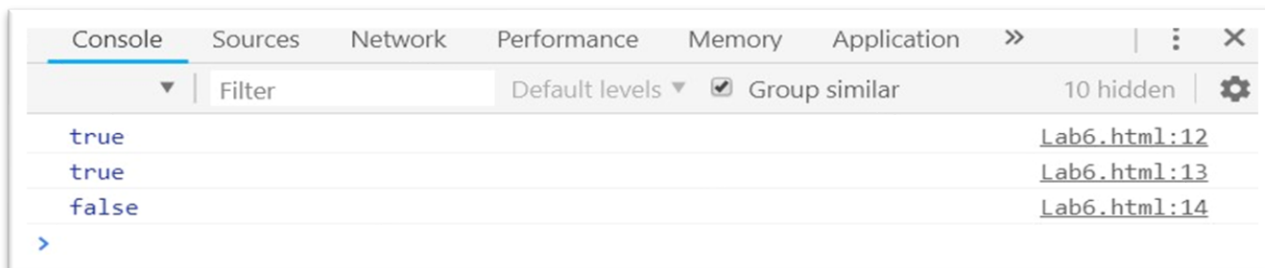 Console Sources Network Performance Memory Application »
Filter Default levels ▼ Group similar 10 hidden
true Lab6.html:12
true Lab6.html:13
false Lab6.html:14
>